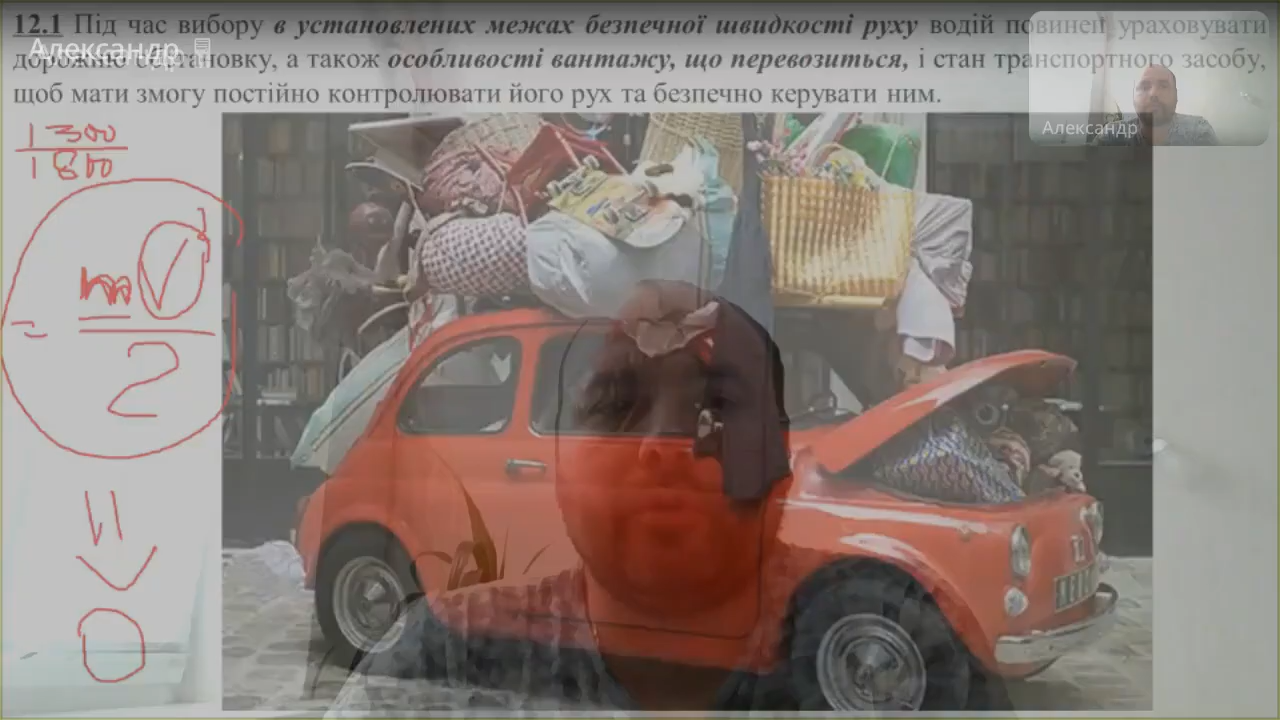 12.1 Під час вибору в установлених межах безпечної швидкості руху водій повинен ураховувати
дорожню обстановку, а також особливості вантажу, що перевозиться, і стан транспортного засобу,
щоб мати змогу постійно контролювати його рух та безпечно керувати ним.
Александр
Александр
1300
1800
= mV²
2
0